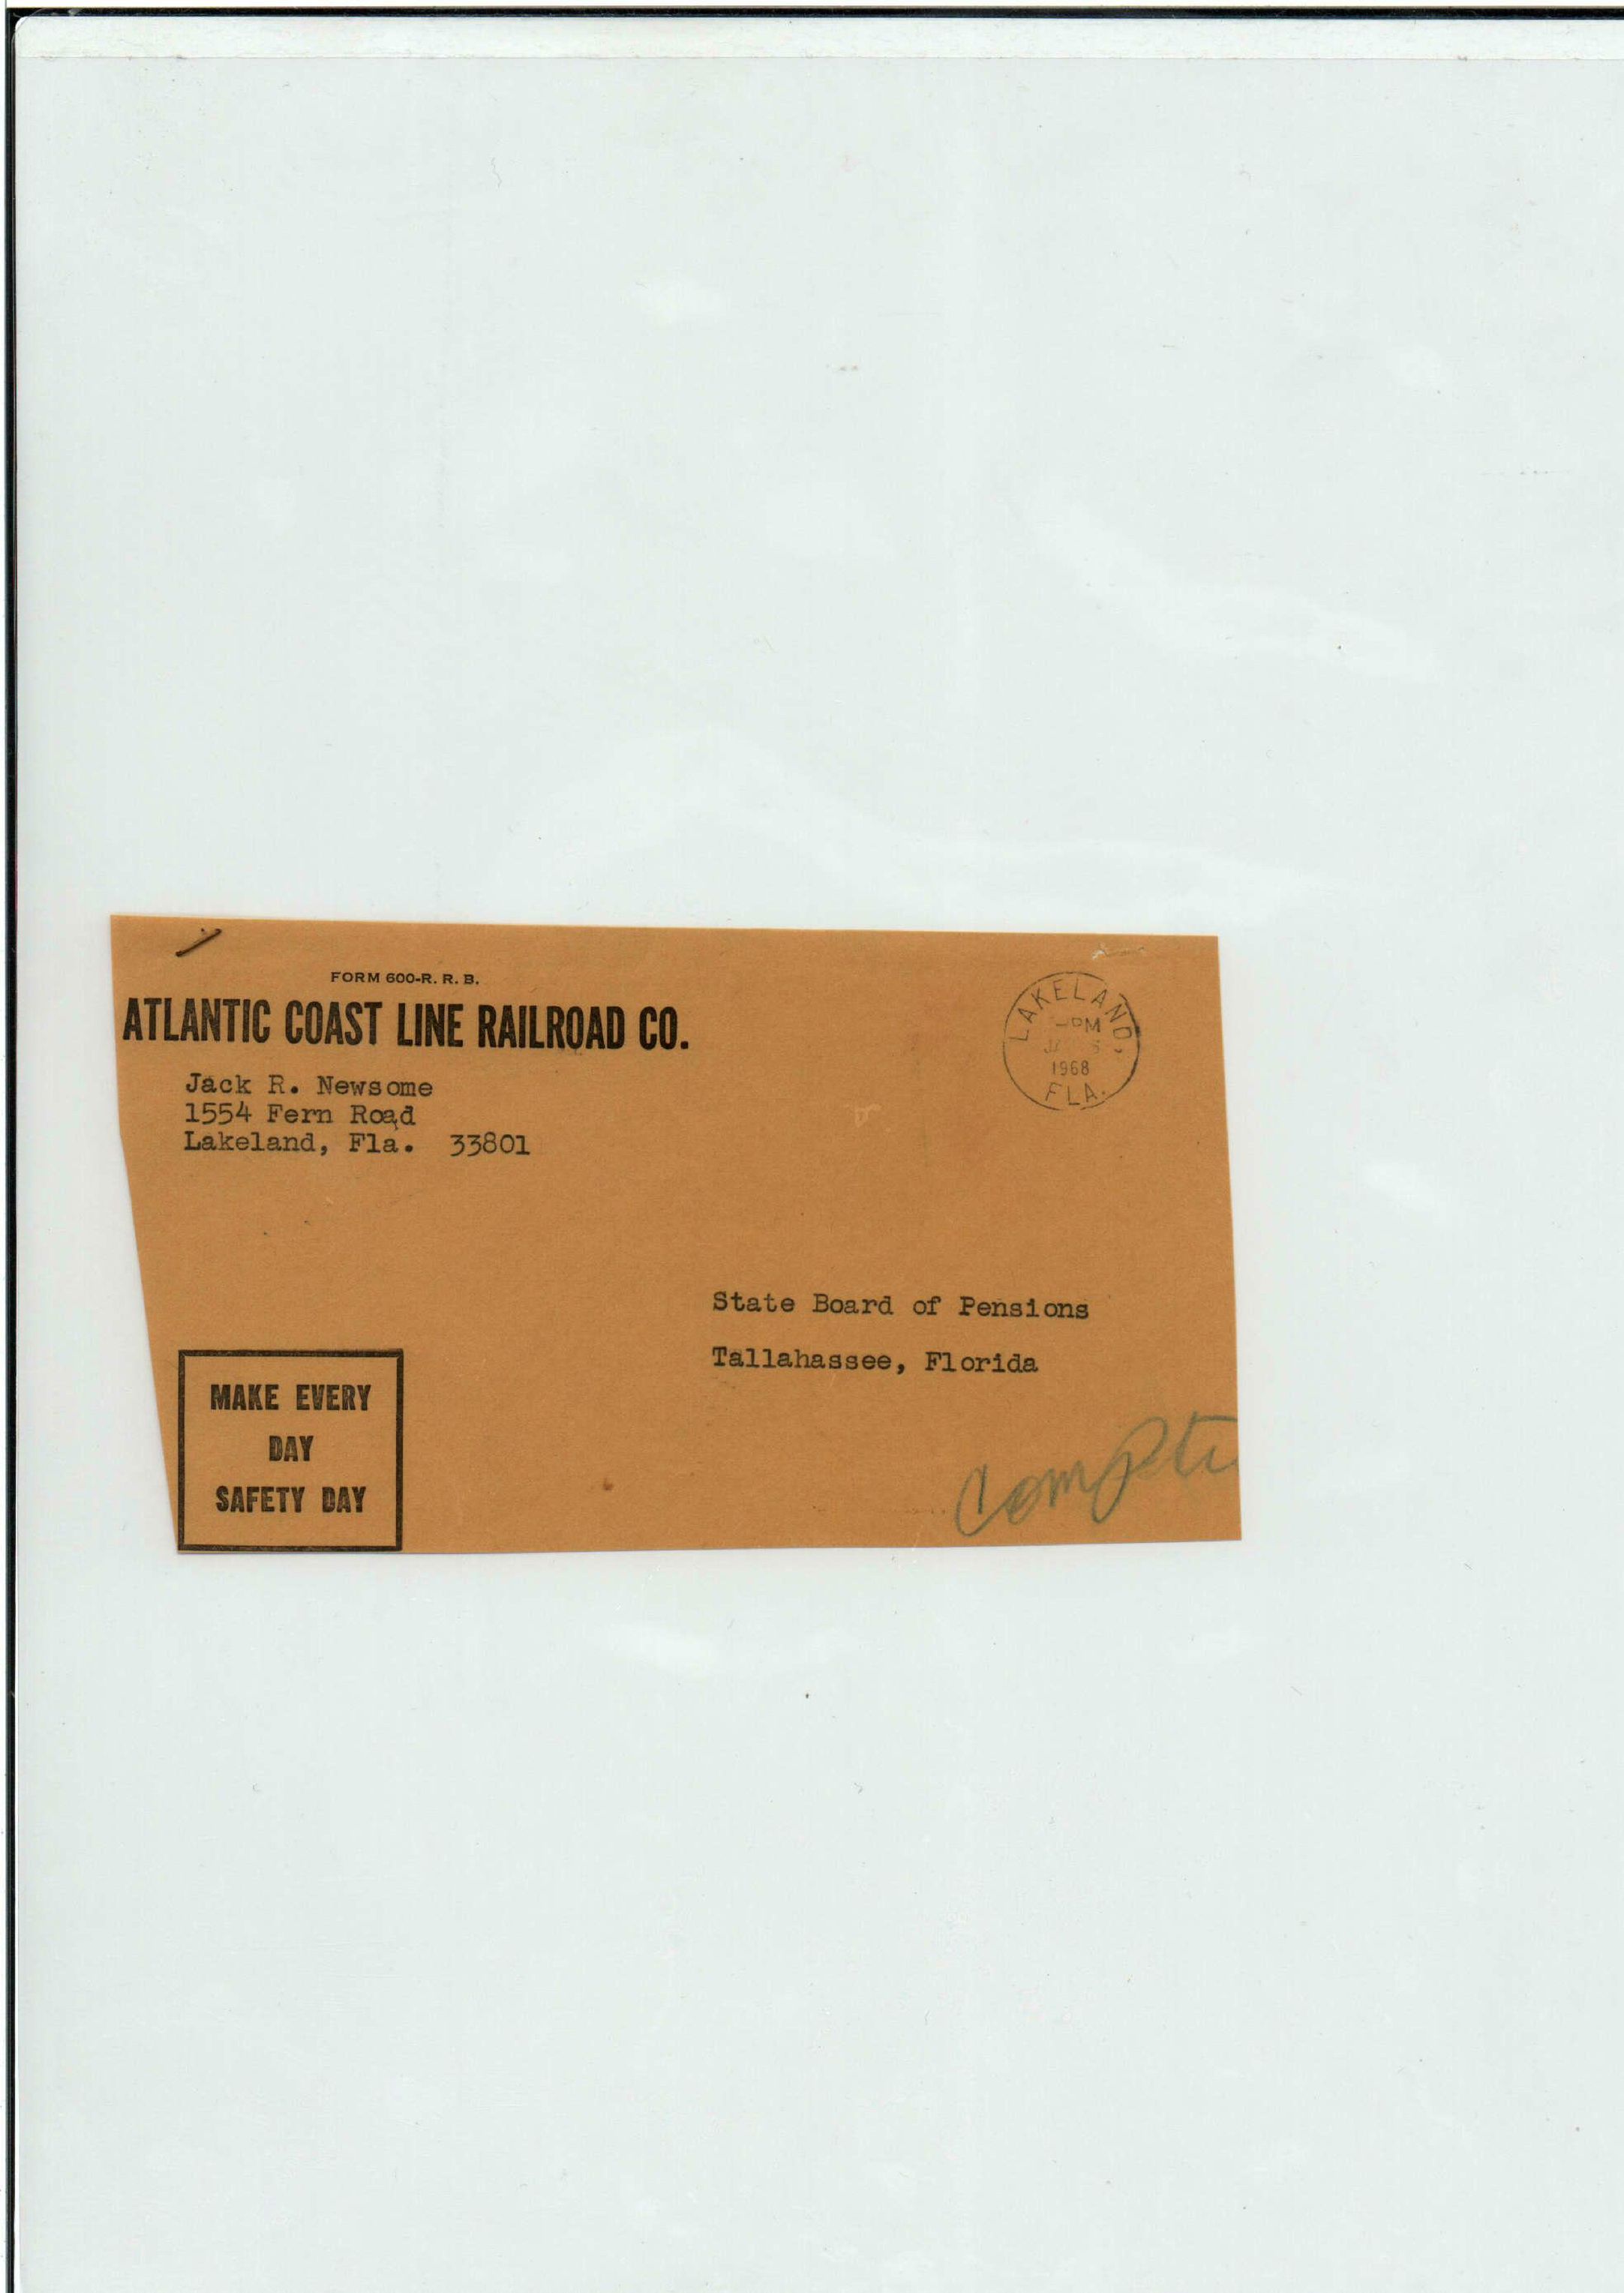 FORM 600-R. R. B.
ATLANTIC COAST LINE RAILROAD CO.
Jack R. Newsome
1554 Fern Road
Lakeland, Fla. 33801
LAKELAND,
PM
1968
FLA.
State Board of Pensions
Tallahassee, Florida
MAKE EVERY
DAY
SAFETY DAY